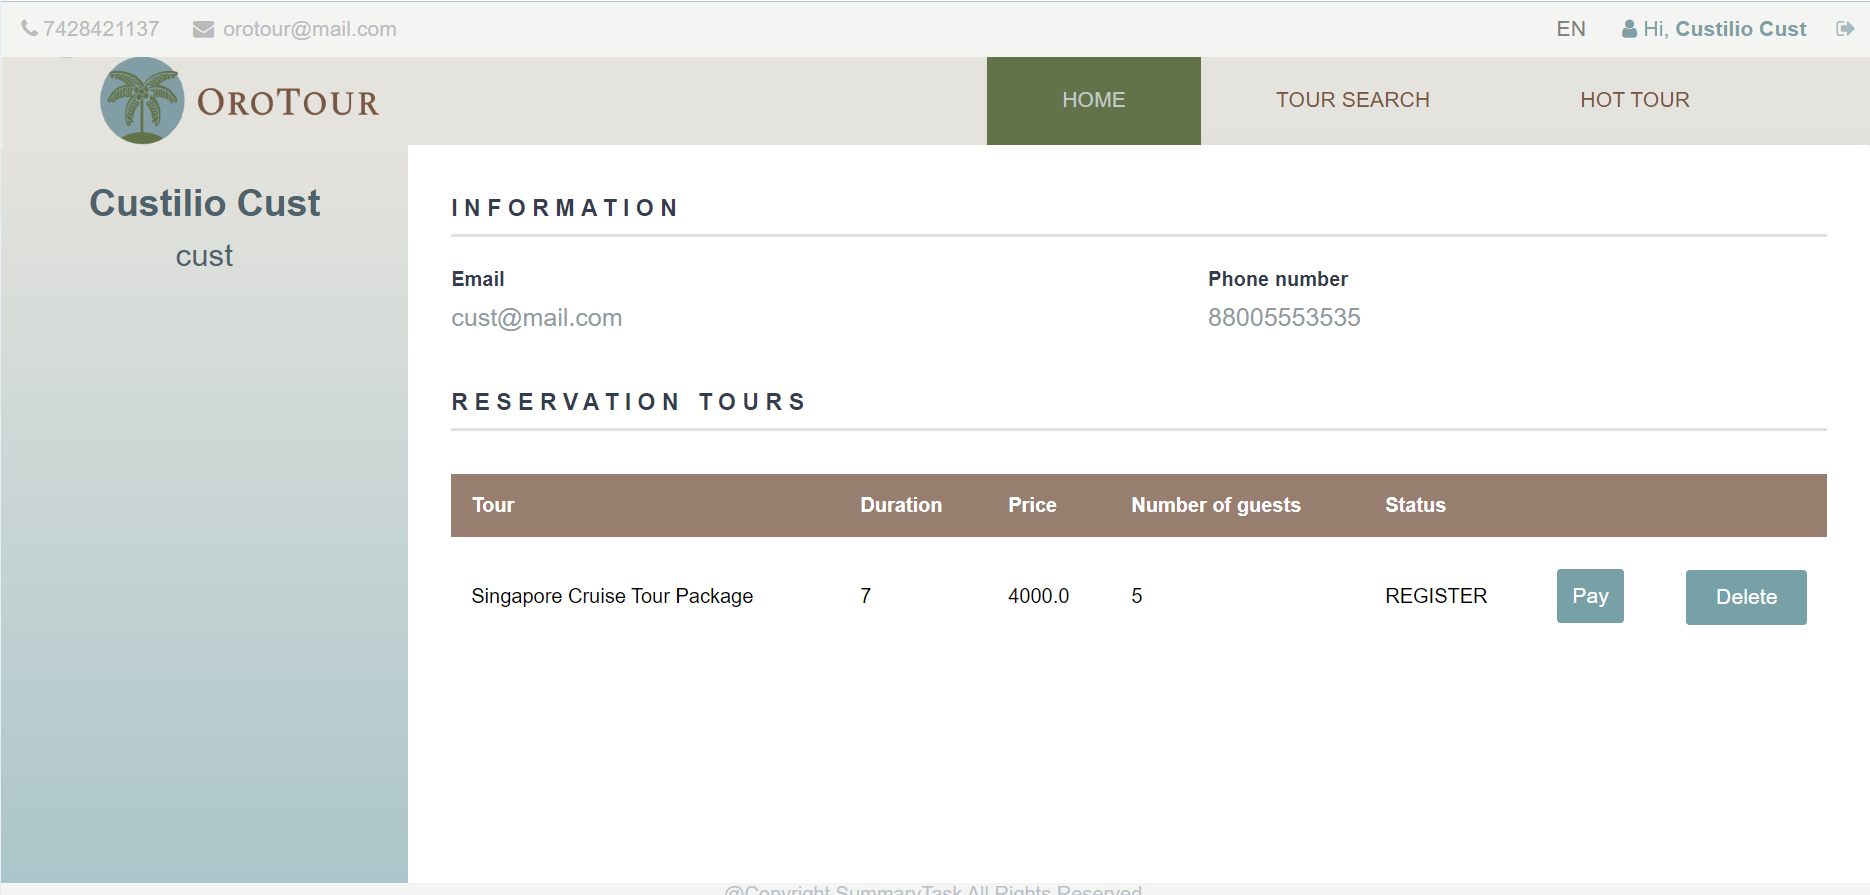 7428421137 orotour@mail.com EN Hi, Custilio Cust
OROTOUR HOME TOUR SEARCH HOT TOUR
Custilio Cust
cust
INFORMATION
Email Phone number
cust@mail.com 88005553535
RESERVATION TOURS
Tour Duration Price Number of guests Status
Singapore Cruise Tour Package 7 4000.0 5 REGISTER Pay Delete
@Copyright SummaryTask All Rights Reserved